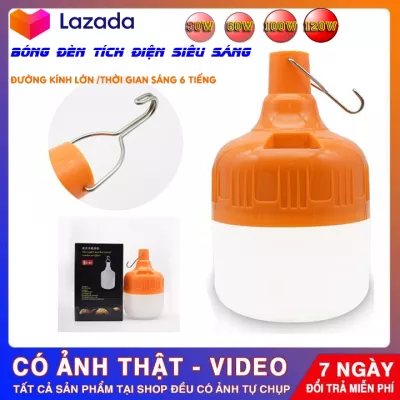 Lazada
30W 60W 100W 120W
BÓNG ĐÈN TÍCH ĐIỆN SIÊU SÁNG
ĐƯỜNG KÍNH LỚN /THỜI GIAN SÁNG 6 TIẾNG
CÓ ẢNH THẬT - VIDEO
TẤT CẢ SẢN PHẨM TẠI SHOP ĐỀU CÓ ẢNH TỰ CHỤP
7 NGÀY
ĐỔI TRẢ MIỄN PHÍ